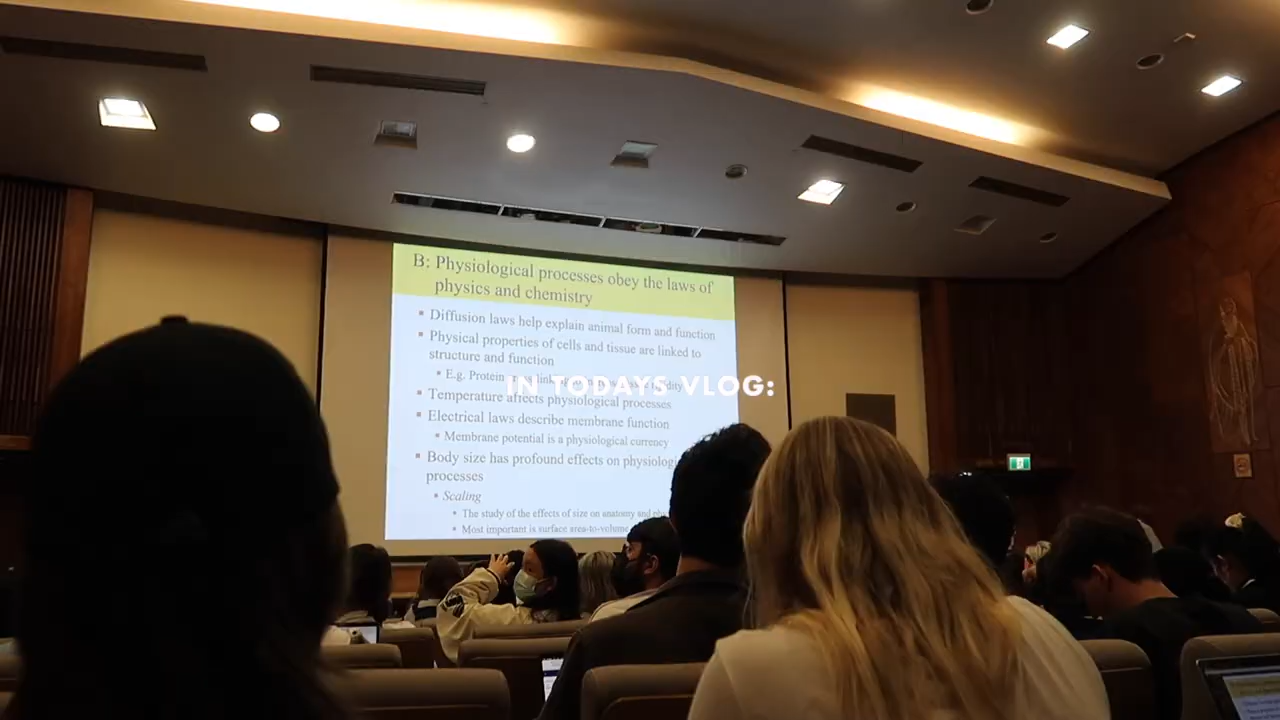 B: Physiological processes obey the laws of
physics and chemistry
Diffusion laws help explain animal form and function
Physical properties of cells and tissue are linked to
structure and function
E.g. Protein
IN TODAYS VLOG:
Temperature affects physiological processes
Electrical laws describe membrane function
Membrane potential is a physiological currency
Body size has profound effects on
processes
Scaling
The study of the effects of size on anatomy and
Most important is surface area-to-volume